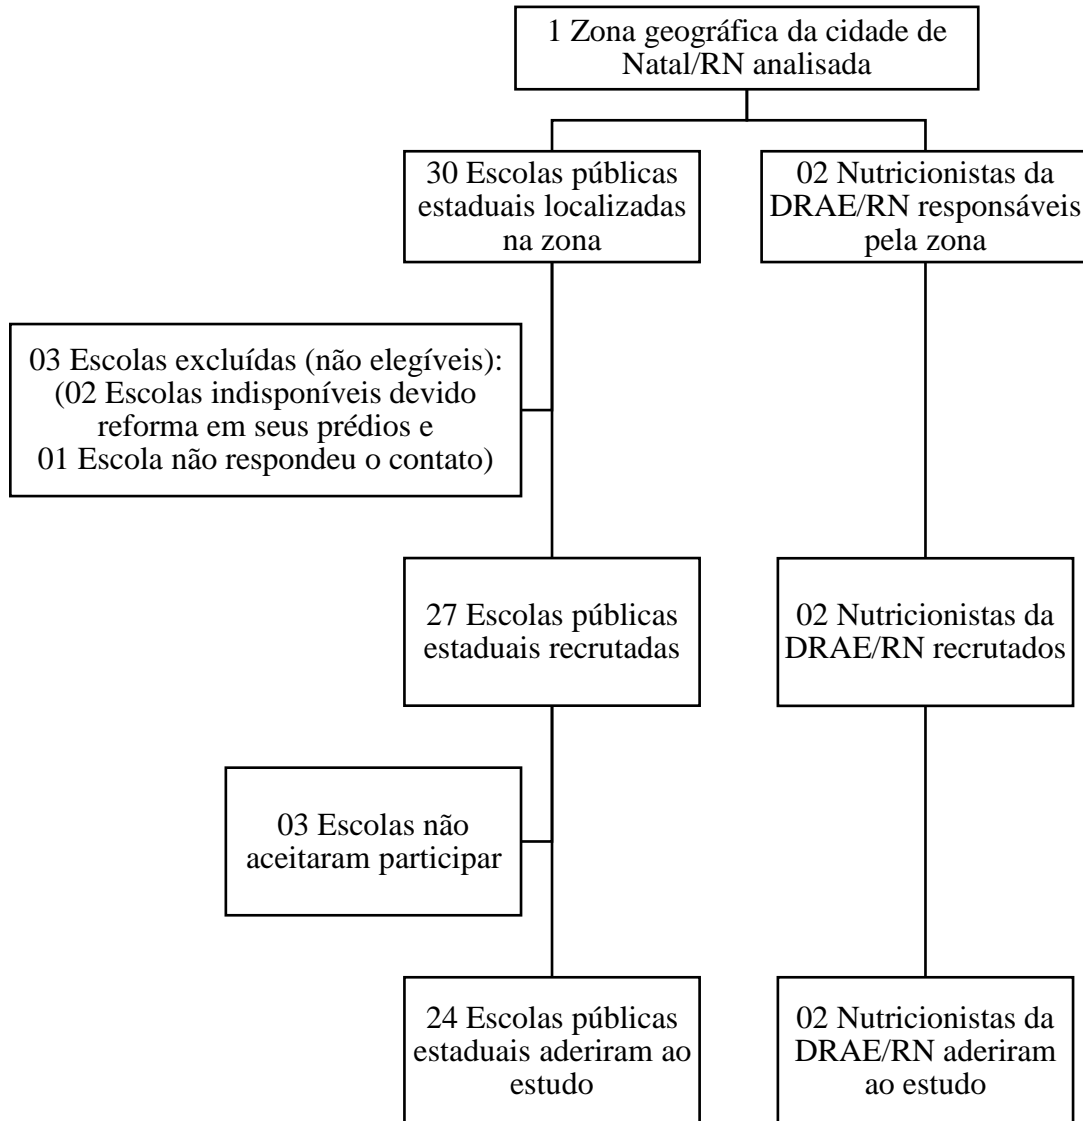 1 Zona geográfica da cidade de
Natal/RN analisada
30 Escolas públicas
estaduais localizadas
na zona
02 Nutricionistas da
DRAE/RN responsáveis
pela zona
03 Escolas excluídas (não elegíveis):
(02 Escolas indisponíveis devido
reforma em seus prédios e
01 Escola não respondeu o contato)
27 Escolas públicas
estaduais recrutadas
02 Nutricionistas da
DRAE/RN recrutados
03 Escolas não
aceitaram participar
24 Escolas públicas
estaduais aderiram ao
estudo
02 Nutricionistas da
DRAE/RN aderiram
ao estudo